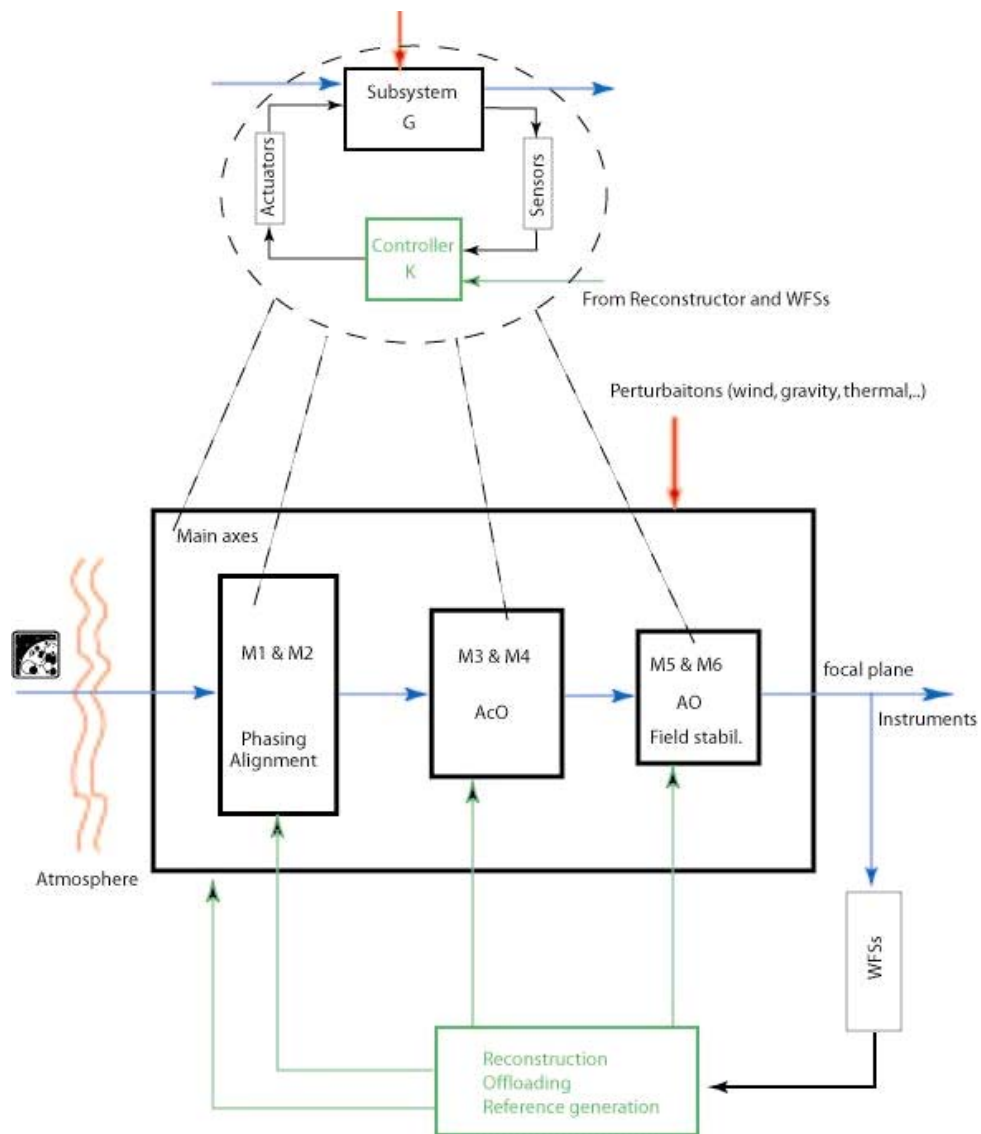 Subsystem
G
Actuators
Sensors
Controller
K
From Reconstructor and WFSs
Perturbaitons (wind, gravity, thermal,..)
Main axes
M1 & M2
Phasing
Alignment
M3 & M4
AcO
M5 & M6
AO
Field stabil.
focal plane
Instruments
Atmosphere
WFSs
Reconstruction
Offloading
Reference generation